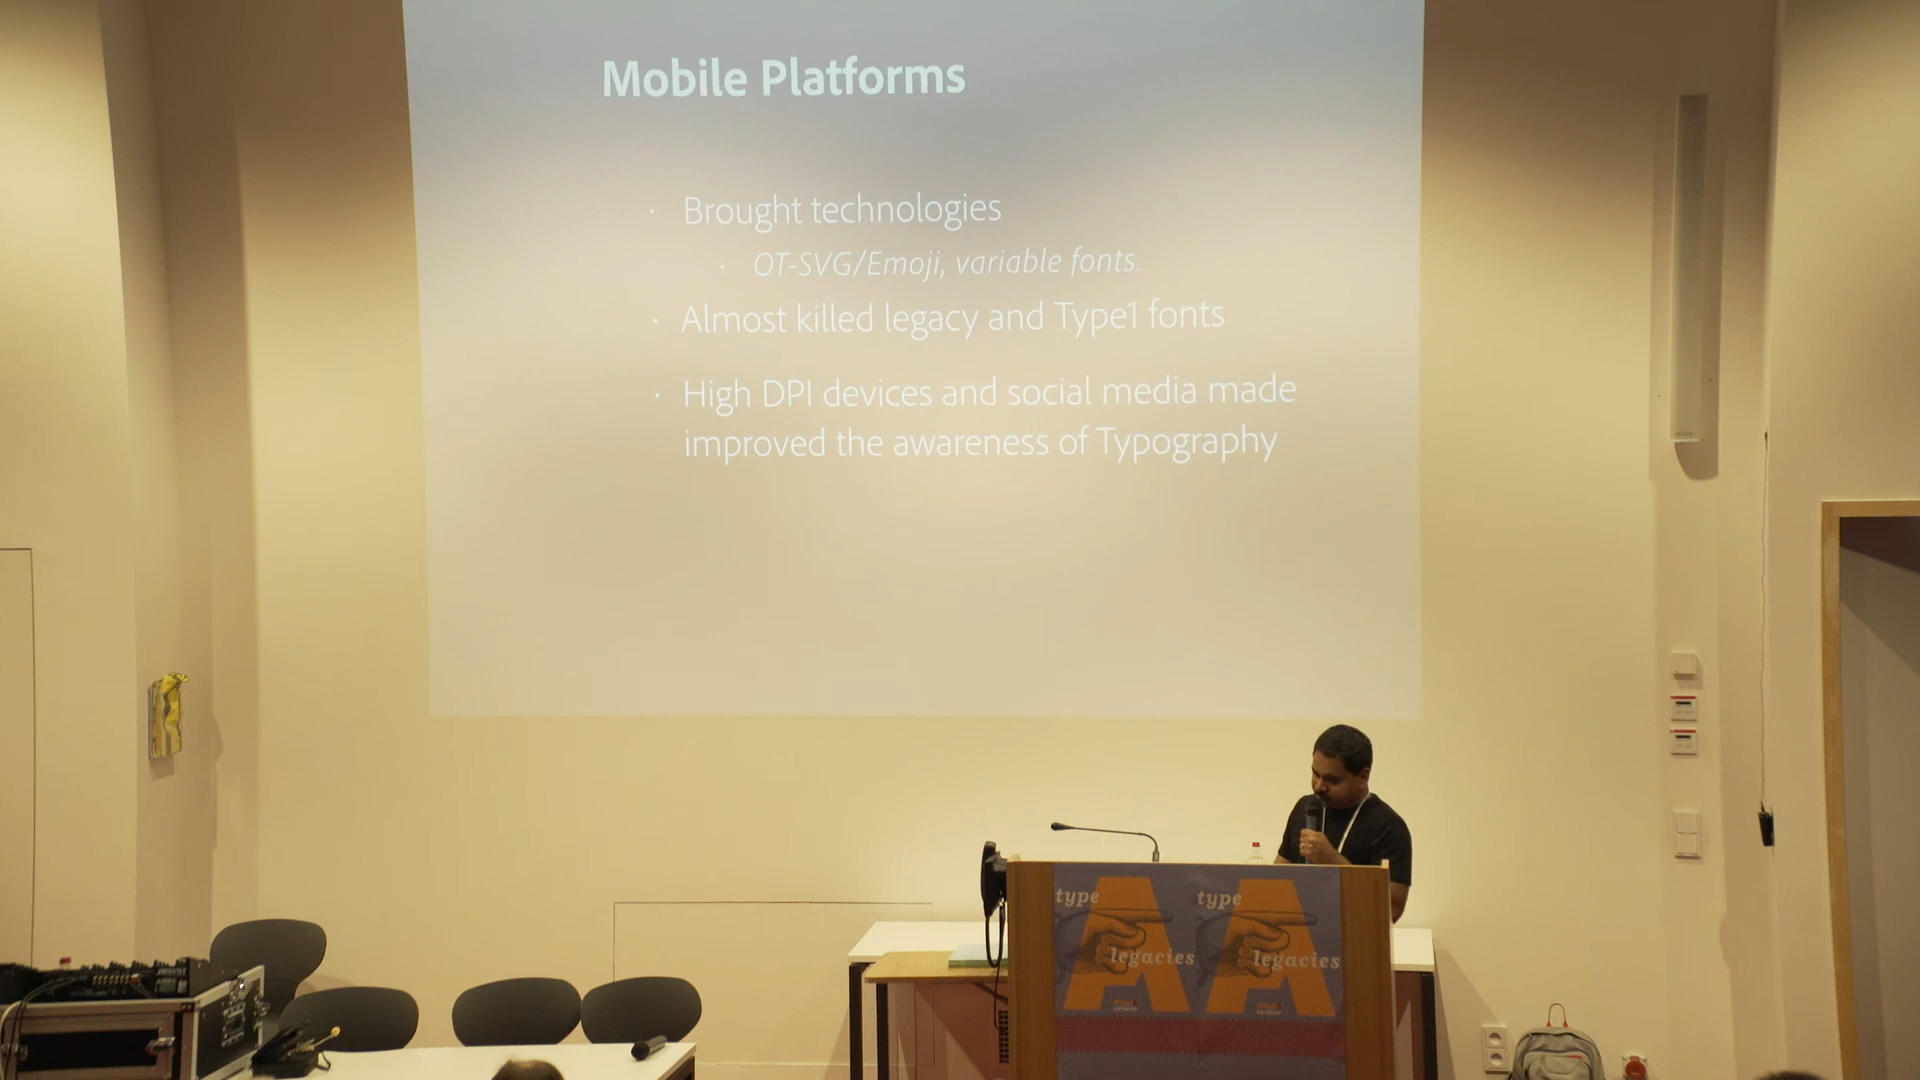 Mobile Platforms
· Brought technologies
· OT-SVG/Emoji, variable fonts.
· Almost killed legacy and Type1 fonts
· High DPI devices and social media made
improved the awareness of Typography
type
legacies
type
legacies